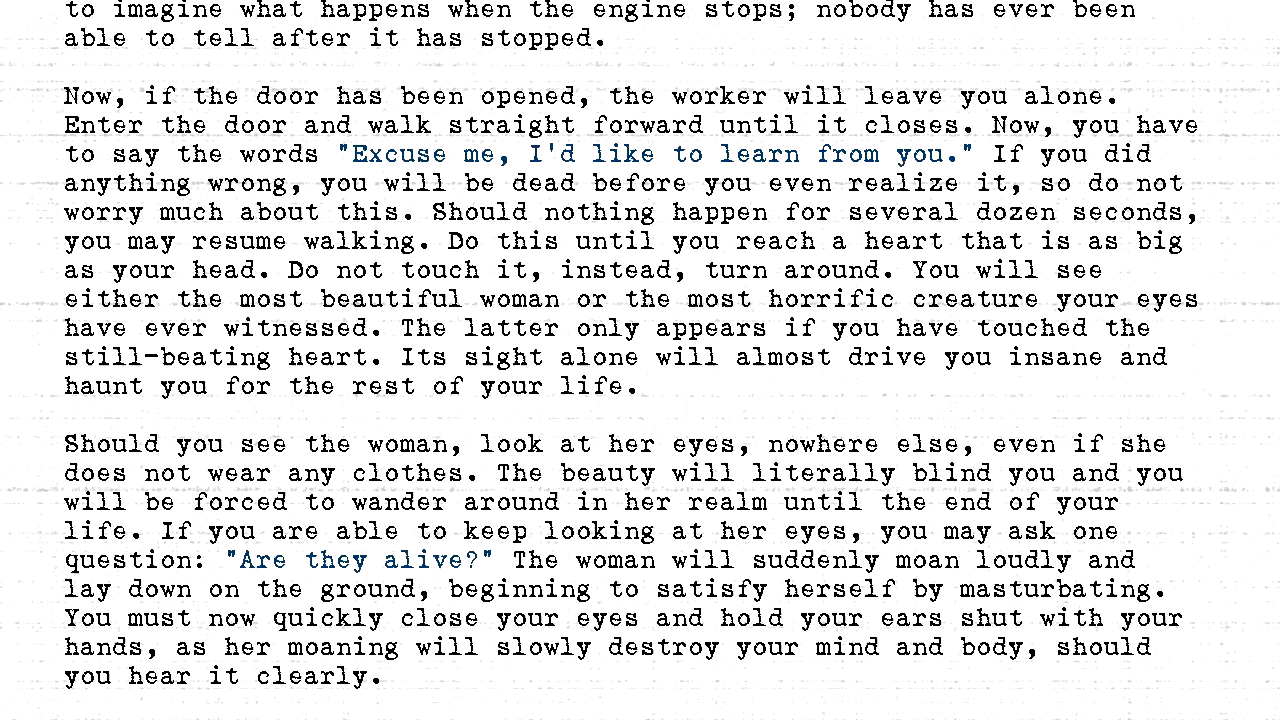 to imagine what happens when the engine stops; nobody has ever been
able to tell after it has stopped.
Now, if the door has been opened, the worker will leave you alone.
Enter the door and walk straight forward until it closes. Now, you have
to say the words "Excuse me, I'd like to learn from you." If you did
anything wrong, you will be dead before you even realize it, so do not
worry much about this. Should nothing happen for several dozen seconds,
you may resume walking. Do this until you reach a heart that is as big
as your head. Do not touch it, instead, turn around. You will see
either the most beautiful woman or the most horrific creature your eyes
have ever witnessed. The latter only appears if you have touched the
still-beating heart. Its sight alone will almost drive you insane and
haunt you for the rest of your life.
Should you see the woman, look at her eyes, nowhere else, even if she
does not wear any clothes. The beauty will literally blind you and you
will be forced to wander around in her realm until the end of your
life. If you are able to keep looking at her eyes, you may ask one
question: "Are they alive?" The woman will suddenly moan loudly and
lay down on the ground, beginning to satisfy herself by masturbating.
You must now quickly close your eyes and hold your ears shut with your
hands, as her moaning will slowly destroy your mind and body, should
you hear it clearly.